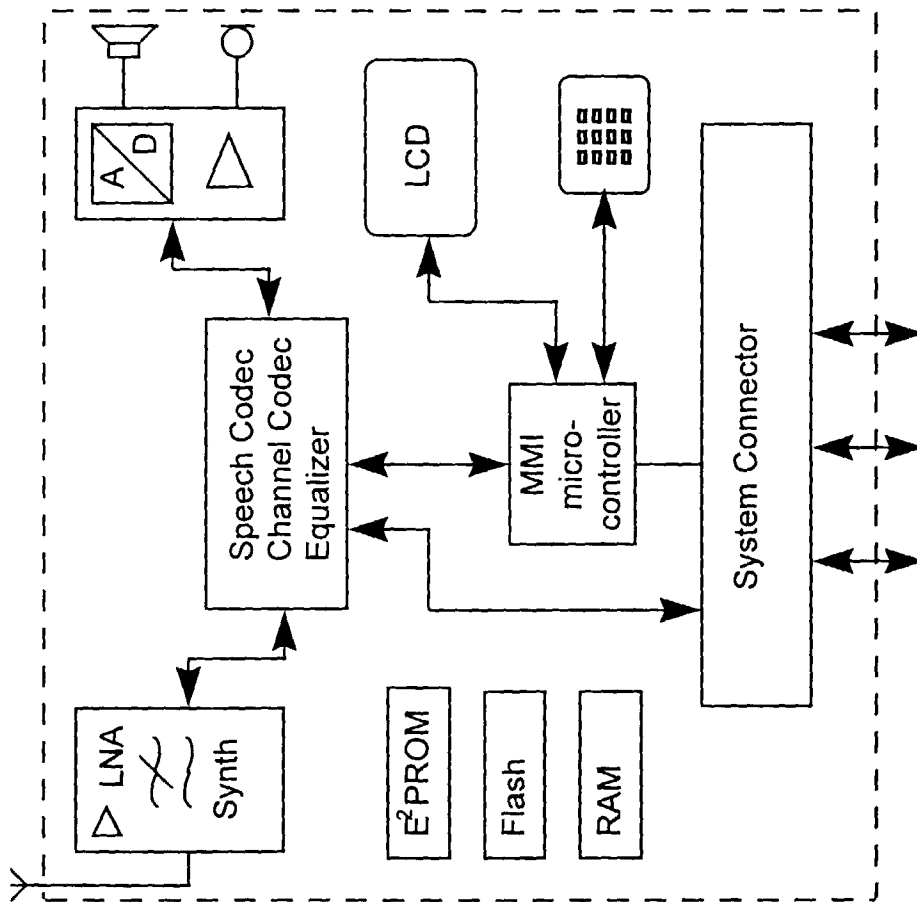 LNA
Synth
Speech Codec
Channel Codec
Equalizer
A
D
E²PROM
Flash
RAM
MMI
micro-
controller
LCD
System Connector